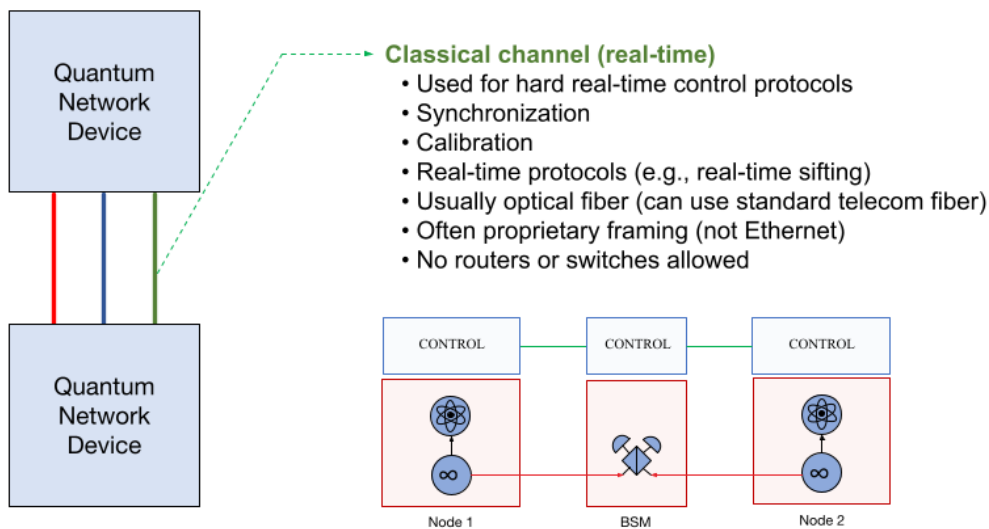 Quantum
Network
Device
Quantum
Network
Device
Classical channel (real-time)
• Used for hard real-time control protocols
• Synchronization
• Calibration
• Real-time protocols (e.g., real-time sifting)
• Usually optical fiber (can use standard telecom fiber)
• Often proprietary framing (not Ethernet)
• No routers or switches allowed
CONTROL
CONTROL
CONTROL
∞
∞
Node 1
BSM
Node 2